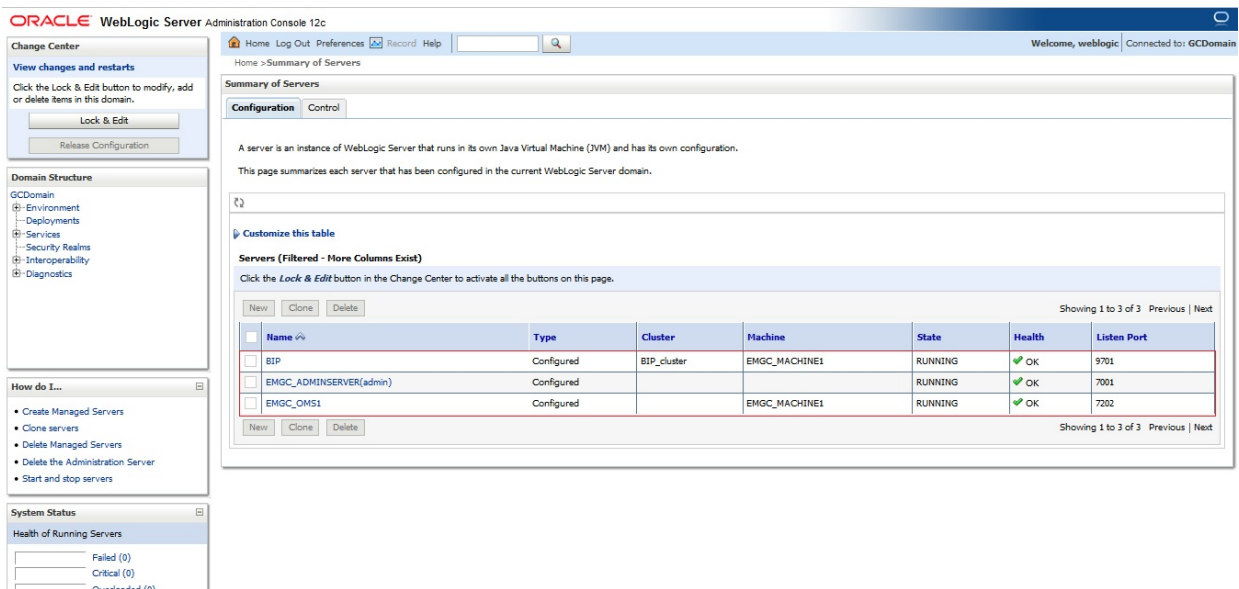 ORACLE WebLogic Server Administration Console 12c
Change Center
View changes and restarts
Click the Lock & Edit button to modify, add
or delete items in this domain.
Lock & Edit
Release Configuration
Domain Structure
GCDomain
Environment
Deployments
Services
Security Realms
Interoperability
Diagnostics
How do I...
• Create Managed Servers
• Clone servers
• Delete Managed Servers
• Delete the Administration Server
• Start and stop servers
System Status
Health of Running Servers
Failed (0)
Critical (0)
Overloaded (0)
Home Log Out Preferences Record Help
Welcome, weblogic Connected to: GCDomain
Home >Summary of Servers
Summary of Servers
Configuration Control
A server is an instance of WebLogic Server that runs in its own Java Virtual Machine (JVM) and has its own configuration.
This page summarizes each server that has been configured in the current WebLogic Server domain.
Customize this table
Servers (Filtered - More Columns Exist)
Click the Lock & Edit button in the Change Center to activate all the buttons on this page.
New Clone Delete Showing 1 to 3 of 3 Previous | Next
Name Type Cluster Machine State Health Listen Port
BIP Configured BIP_cluster EMGC_MACHINE1 RUNNING OK 9701
EMGC_ADMINSERVER(admin) Configured RUNNING OK 7001
EMGC_OMS1 Configured EMGC_MACHINE1 RUNNING OK 7202
New Clone Delete Showing 1 to 3 of 3 Previous | Next